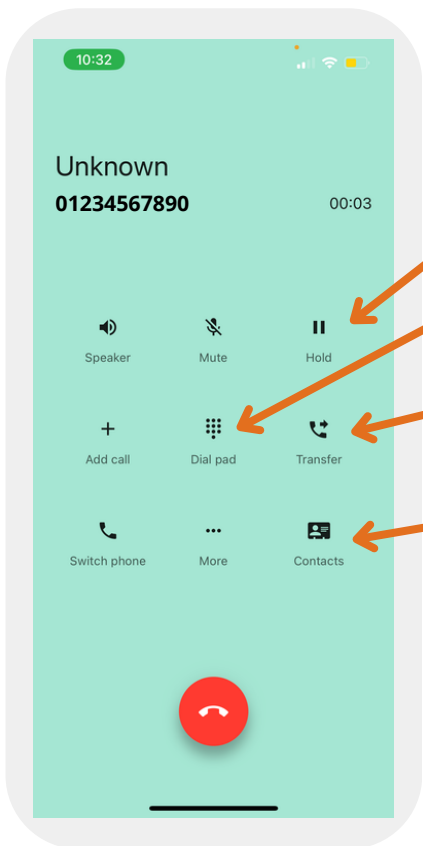 10:32
Unknown
01234567890 00:03
Speaker Mute Hold
Add call Dial pad Transfer
Switch phone More Contacts